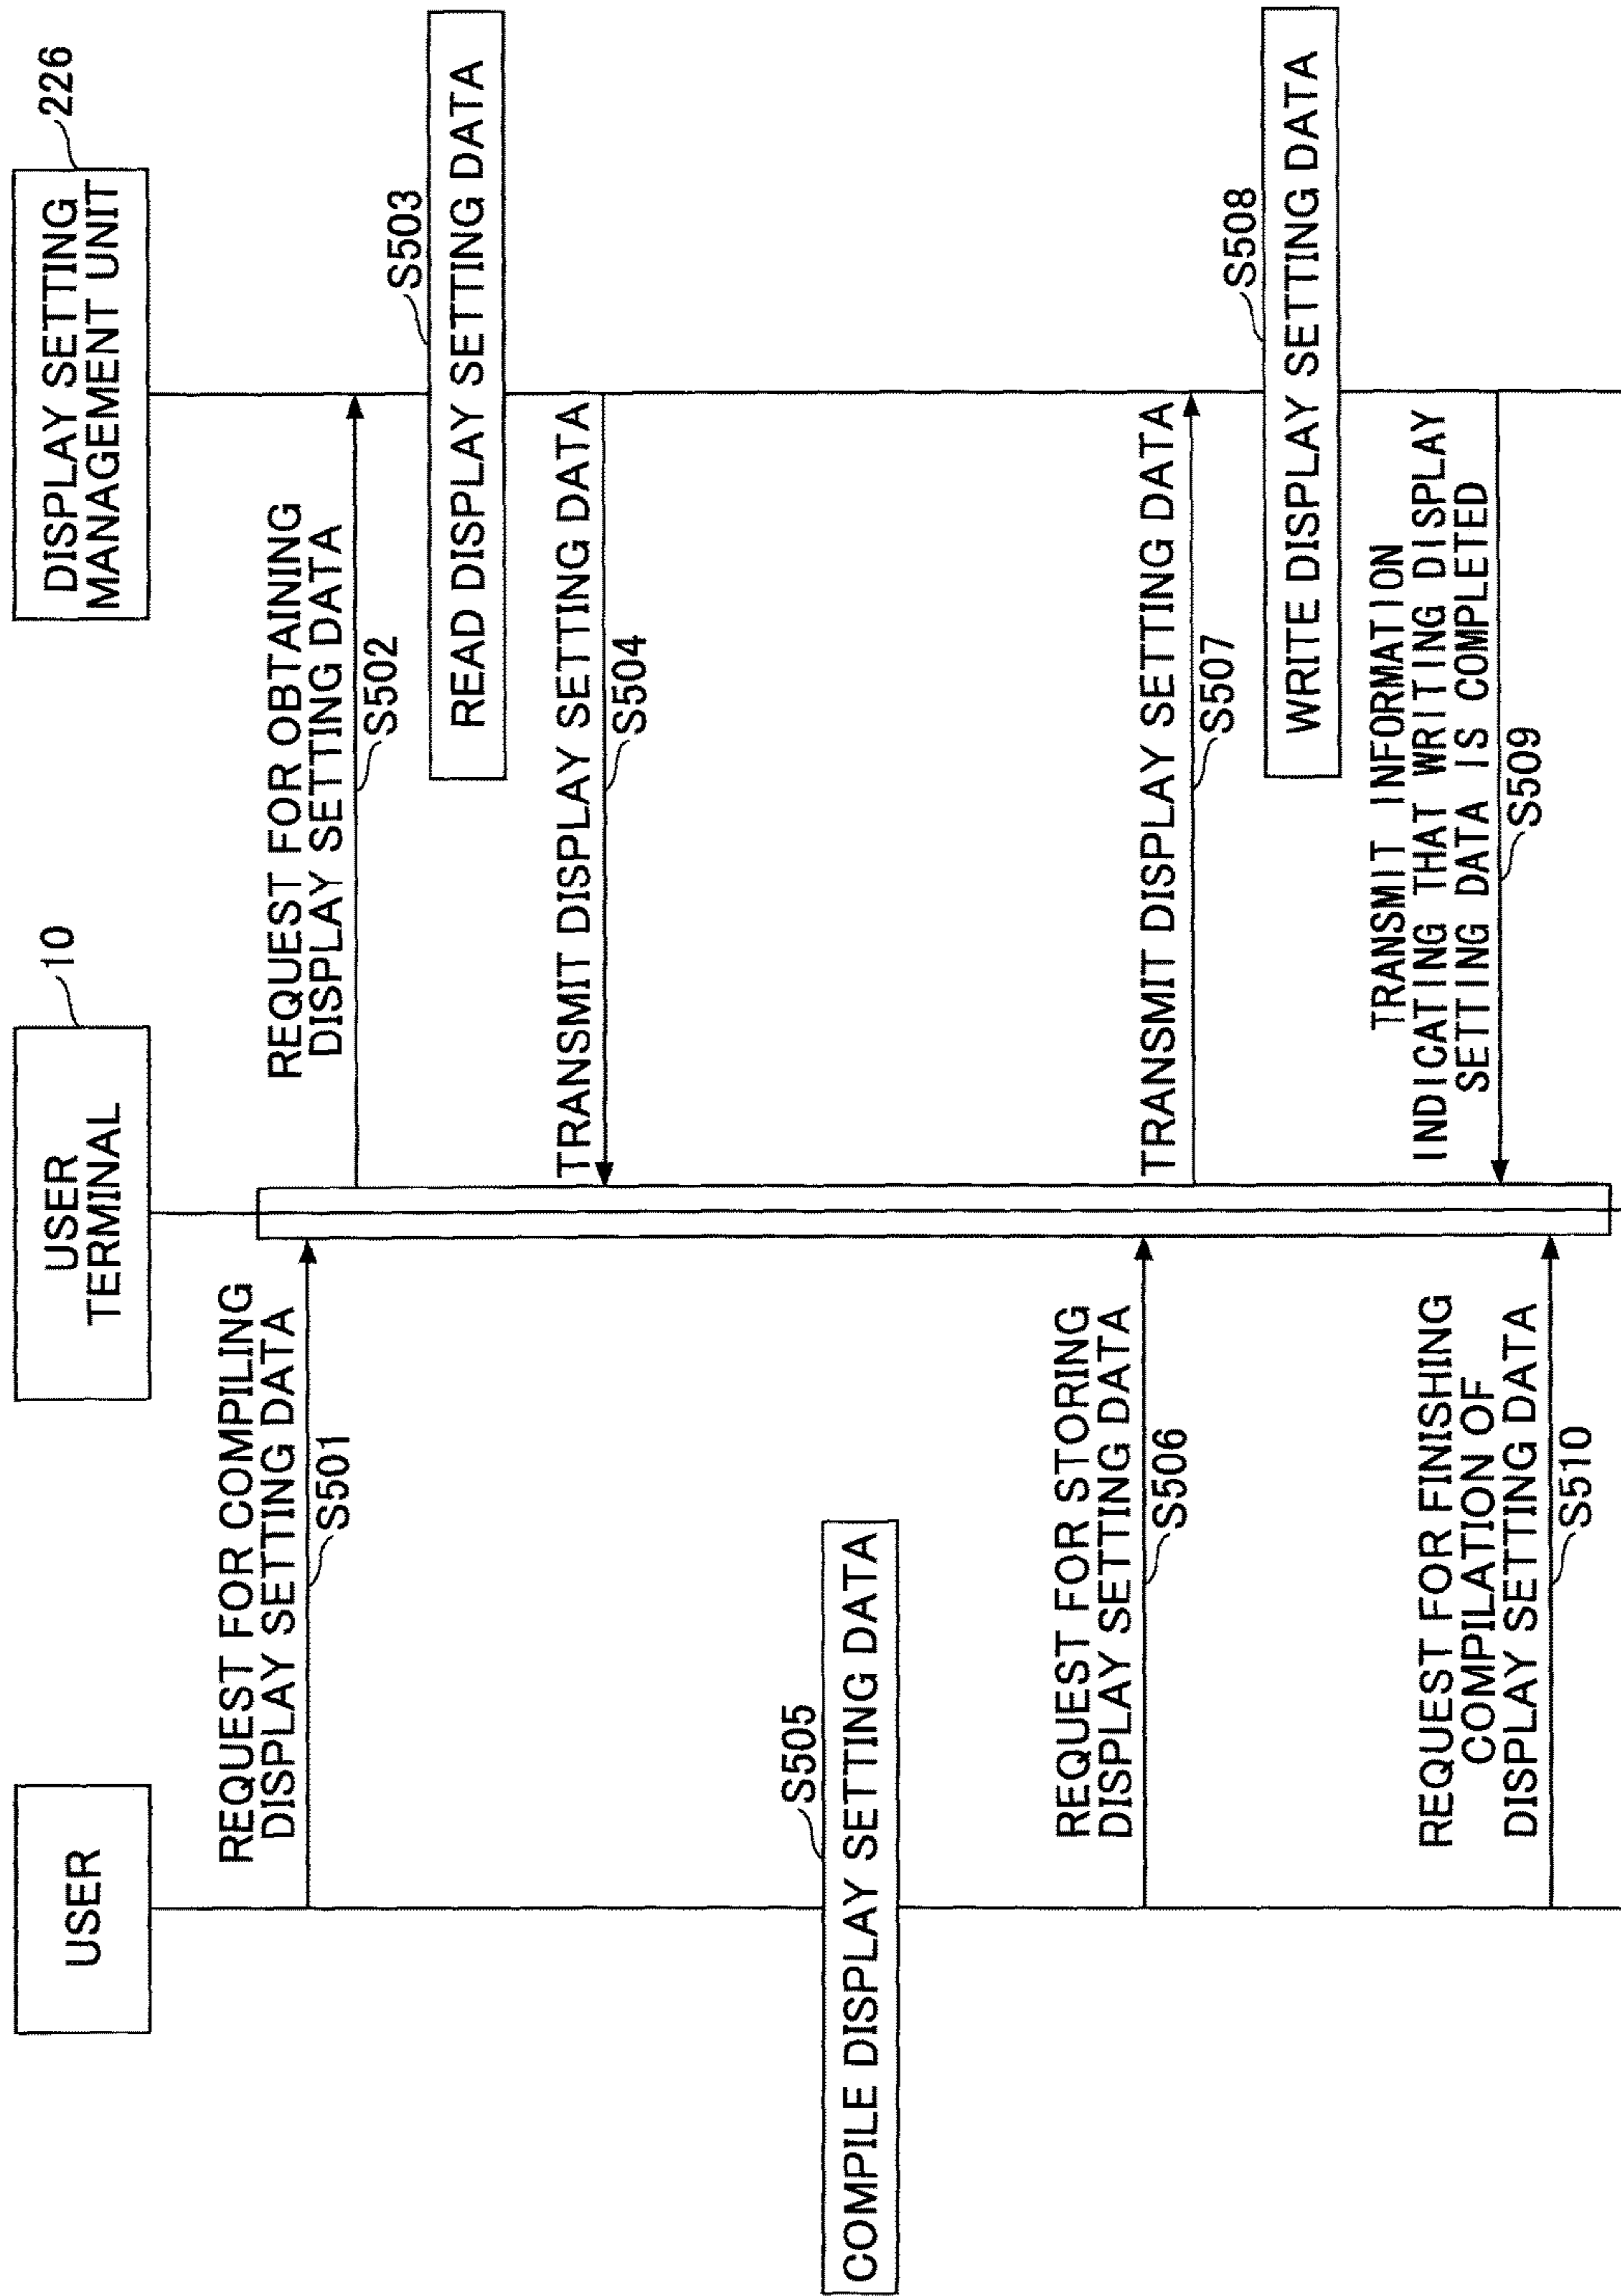 USER
USER
TERMINAL
10
DISPLAY SETTING
MANAGEMENT UNIT
226
REQUEST FOR COMPILING
DISPLAY SETTING DATA
S501
REQUEST FOR OBTAINING
DISPLAY SETTING DATA
S502
S503
READ DISPLAY SETTING DATA
TRANSMIT DISPLAY SETTING DATA
S504
S505
COMPILE DISPLAY SETTING DATA
REQUEST FOR STORING
DISPLAY SETTING DATA
S506
TRANSMIT DISPLAY SETTING DATA
S507
S508
WRITE DISPLAY SETTING DATA
TRANSMIT INFORMATION
INDICATING THAT WRITING DISPLAY
SETTING DATA IS COMPLETED
S509
REQUEST FOR FINISHING
COMPILATION OF
DISPLAY SETTING DATA
S510